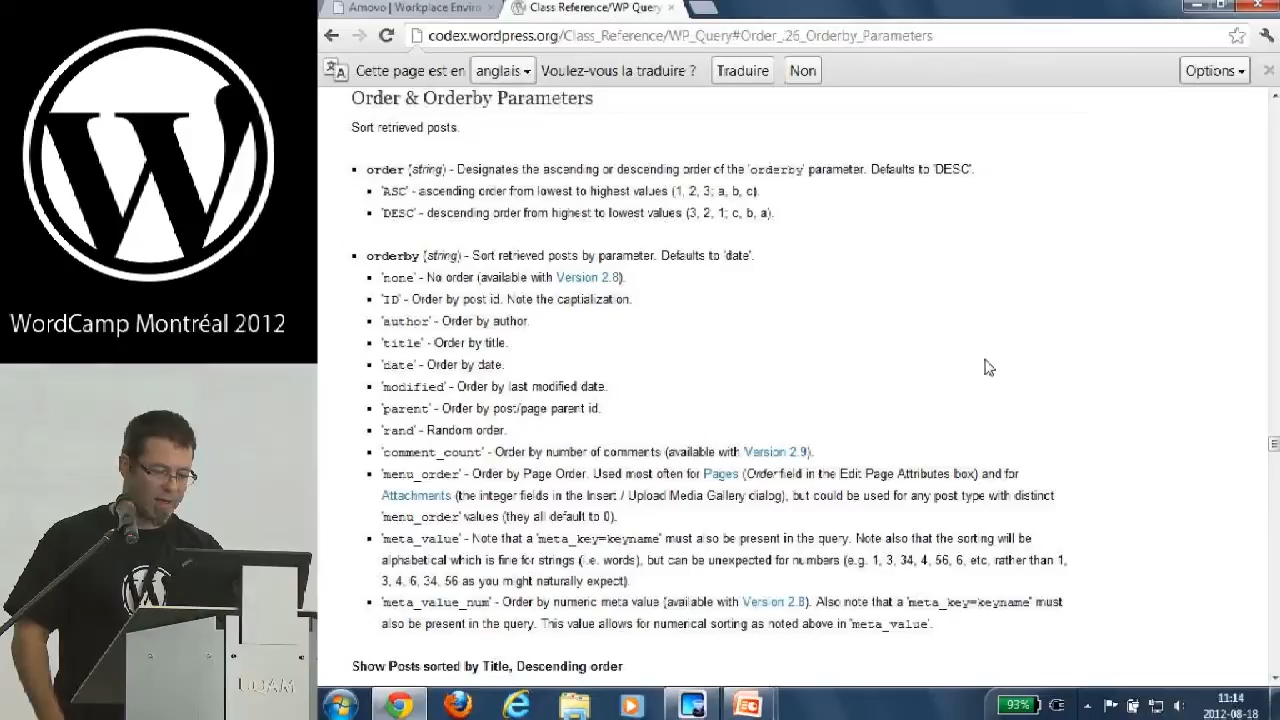 Amovo | Workplace Enviro
Class Reference/WP Query
codex.wordpress.org/Class_Reference/WP_Query#Order_.26_Orderby_Parameters
Cette page est en anglais Voulez-vous la traduire ? Traduire Non Options
Order & Orderby Parameters
Sort retrieved posts.
order (string) - Designates the ascending or descending order of the 'orderby' parameter. Defaults to 'DESC'.
'ASC' - ascending order from lowest to highest values (1, 2, 3; a, b, c).
'DESC' - descending order from highest to lowest values (3, 2, 1; c, b, a).
orderby (string) - Sort retrieved posts by parameter. Defaults to 'date'.
'none' - No order (available with Version 2.8).
'ID' - Order by post id. Note the captialization.
'author' - Order by author.
'title' - Order by title.
'date' - Order by date.
'modified' - Order by last modified date.
'parent' - Order by post/page parent id.
'rand' - Random order.
'comment_count' - Order by number of comments (available with Version 2.9).
'menu_order' - Order by Page Order. Used most often for Pages (Order field in the Edit Page Attributes box) and for
Attachments (the integer fields in the Insert / Upload Media Gallery dialog), but could be used for any post type with distinct
'menu_order' values (they all default to 0).
'meta_value' - Note that a 'meta_key=keyname' must also be present in the query. Note also that the sorting will be
alphabetical which is fine for strings (i.e. words), but can be unexpected for numbers (e.g. 1, 3, 34, 4, 56, 6, etc, rather than 1,
3, 4, 6, 34, 56 as you might naturally expect).
'meta_value_num' - Order by numeric meta value (available with Version 2.8). Also note that a 'meta_key=keyname' must
also be present in the query. This value allows for numerical sorting as noted above in 'meta_value'.
Show Posts sorted by Title, Descending order
93%
11:14
2012-08-18
W
WordCamp Montréal 2012
W
UQAM